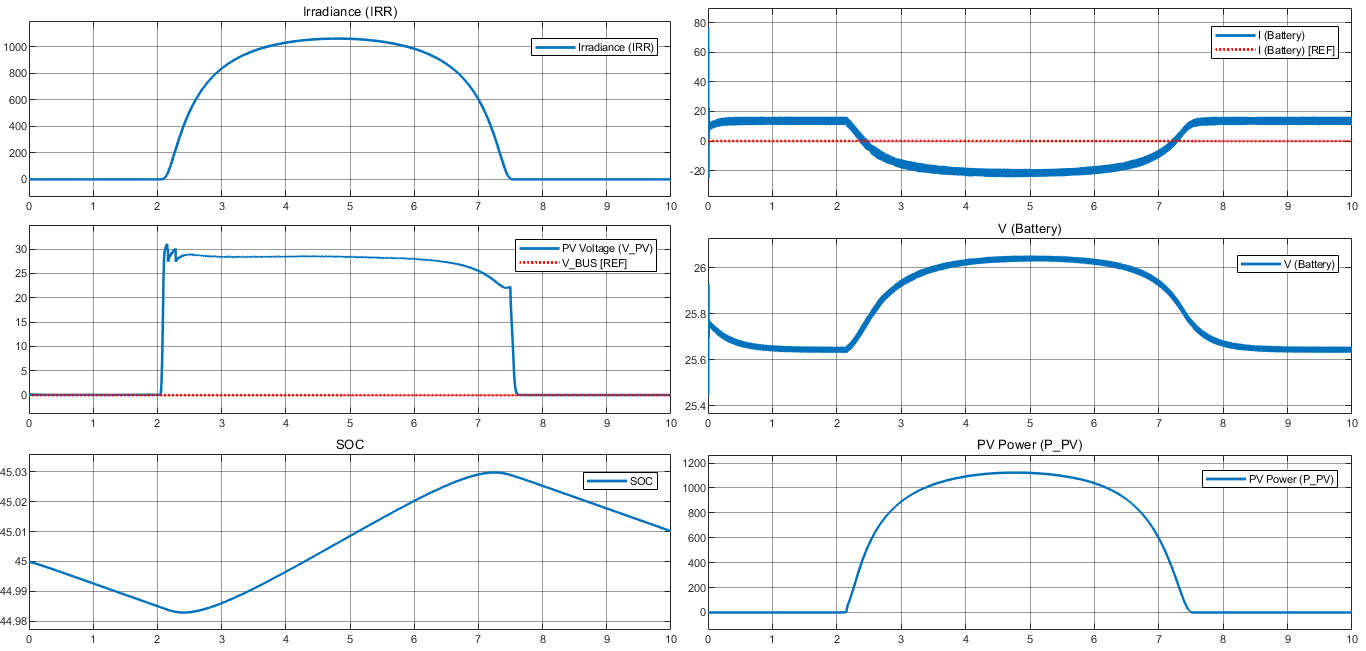 Irradiance (IRR)
1000
800
600
400
200
0
Irradiance (IRR)
0 1 2 3 4 5 6 7 8 9 10
80
60
40
20
0
-20
I (Battery)
I (Battery) [REF]
0 1 2 3 4 5 6 7 8 9 10
30
25
20
15
10
5
0
PV Voltage (V_PV)
V_BUS [REF]
0 1 2 3 4 5 6 7 8 9 10
V (Battery)
26
25.8
25.6
25.4
V (Battery)
0 1 2 3 4 5 6 7 8 9 10
SOC
45.03
45.02
45.01
45
44.99
44.98
SOC
0 1 2 3 4 5 6 7 8 9 10
PV Power (P_PV)
1200
1000
800
600
400
200
0
PV Power (P_PV)
0 1 2 3 4 5 6 7 8 9 10